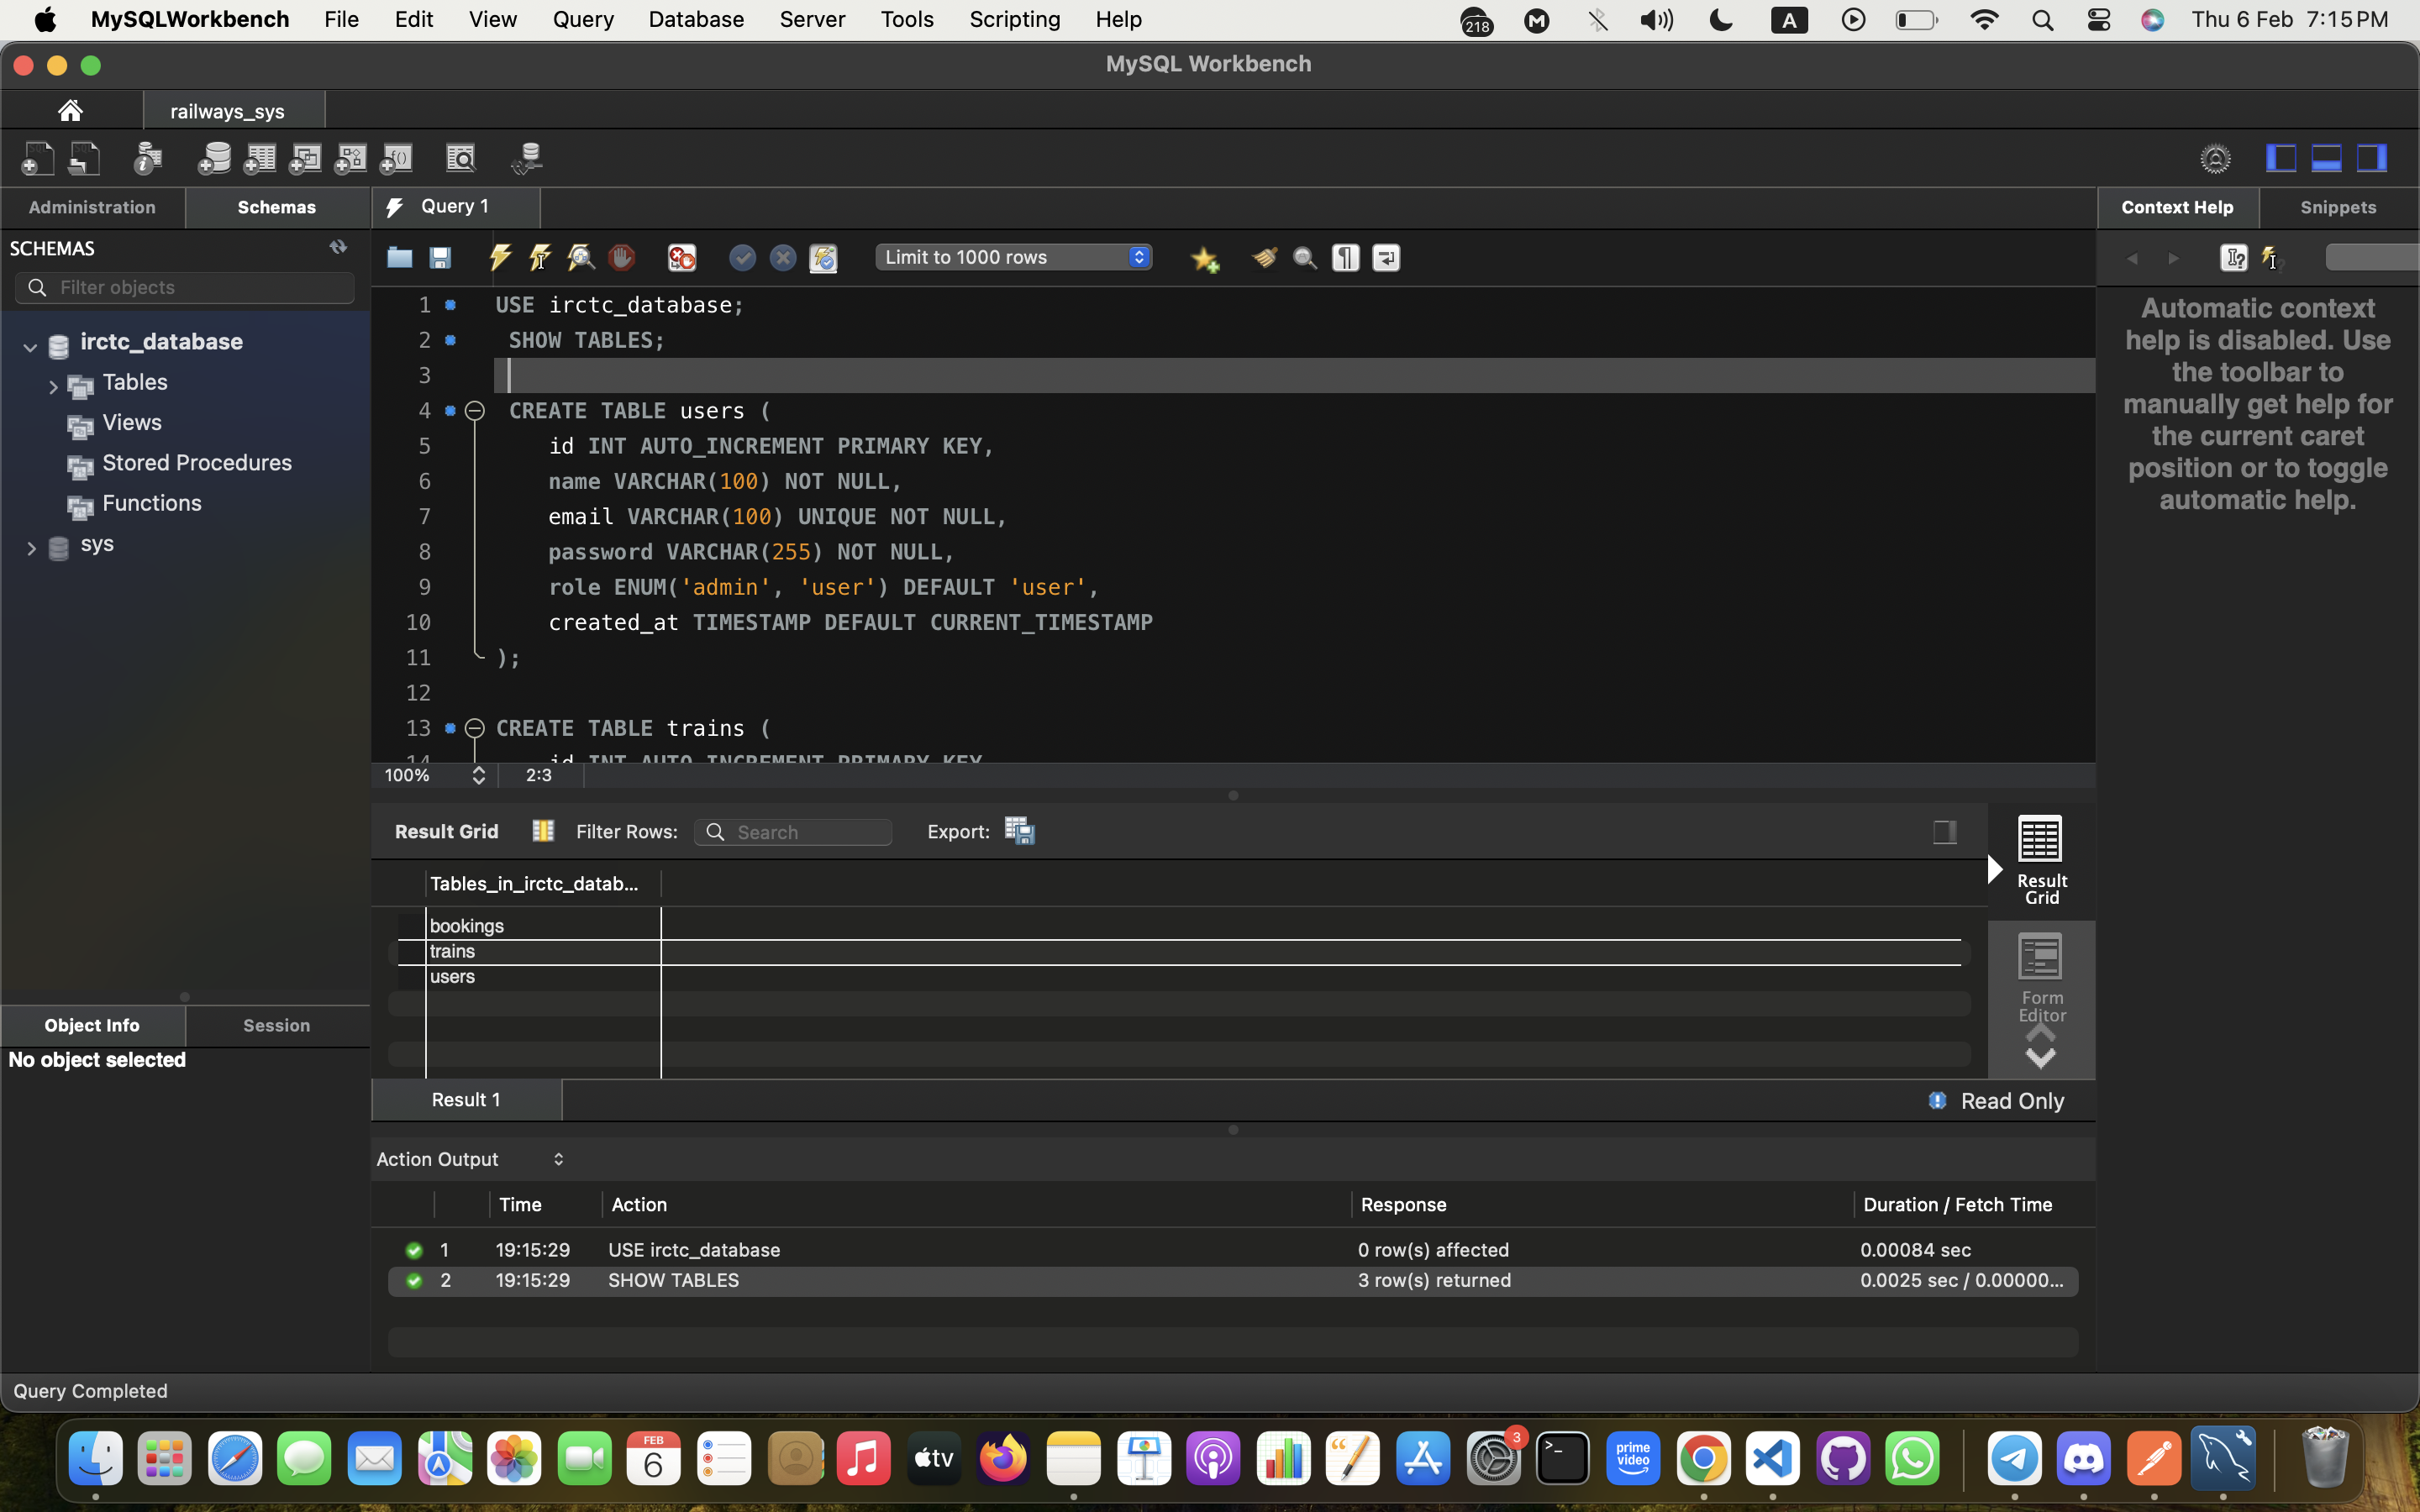 MySQLWorkbench File Edit View Query Database Server Tools Scripting Help 218 A Thu 6 Feb 7:15 PM
MySQL Workbench
railways_sys
Administration Schemas Query 1 Context Help Snippets
SCHEMAS
Filter objects
Limit to 1000 rows
irctc_database
Tables
Views
Stored Procedures
Functions
sys
1 USE irctc_database;
2 SHOW TABLES;
3
4 CREATE TABLE users (
5 id INT AUTO_INCREMENT PRIMARY KEY,
6 name VARCHAR(100) NOT NULL,
7 email VARCHAR(100) UNIQUE NOT NULL,
8 password VARCHAR(255) NOT NULL,
9 role ENUM('admin', 'user') DEFAULT 'user',
10 created_at TIMESTAMP DEFAULT CURRENT_TIMESTAMP
11 );
12
13 CREATE TABLE trains (
14 id INT AUTO_INCREMENT PRIMARY KEY
100% 2:3
Automatic context
help is disabled. Use
the toolbar to
manually get help for
the current caret
position or to toggle
automatic help.
Result Grid Filter Rows: Search Export:
Tables_in_irctc_datab...
bookings
trains
users
Result
Grid
Form
Editor
Result 1 Read Only
Object Info Session
No object selected
Action Output
Time Action Response Duration / Fetch Time
1 19:15:29 USE irctc_database 0 row(s) affected 0.00084 sec
2 19:15:29 SHOW TABLES 3 row(s) returned 0.0025 sec / 0.00000...
Query Completed
FEB
6
tv
3
prime
video